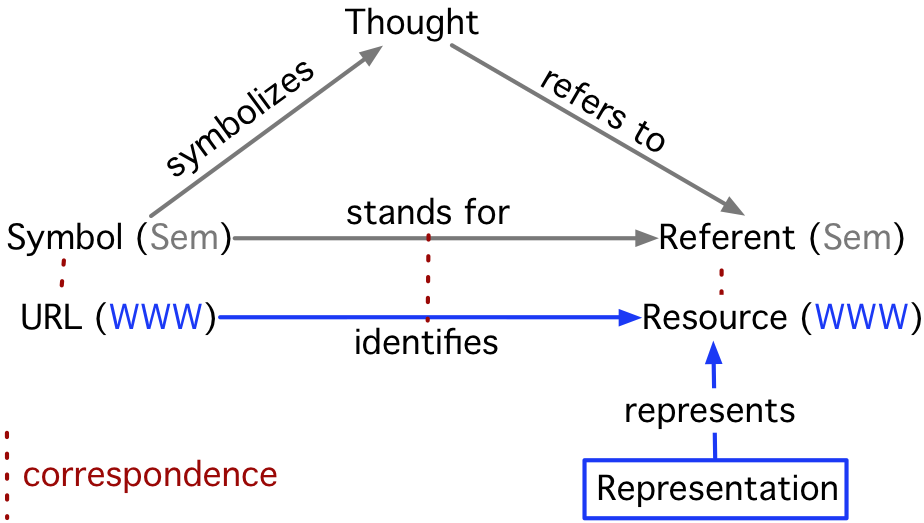 Thought
symbolizes
refers to
stands for
Symbol (Sem)
Referent (Sem)
URL (WWW)
Resource (WWW)
identifies
represents
correspondence
Representation